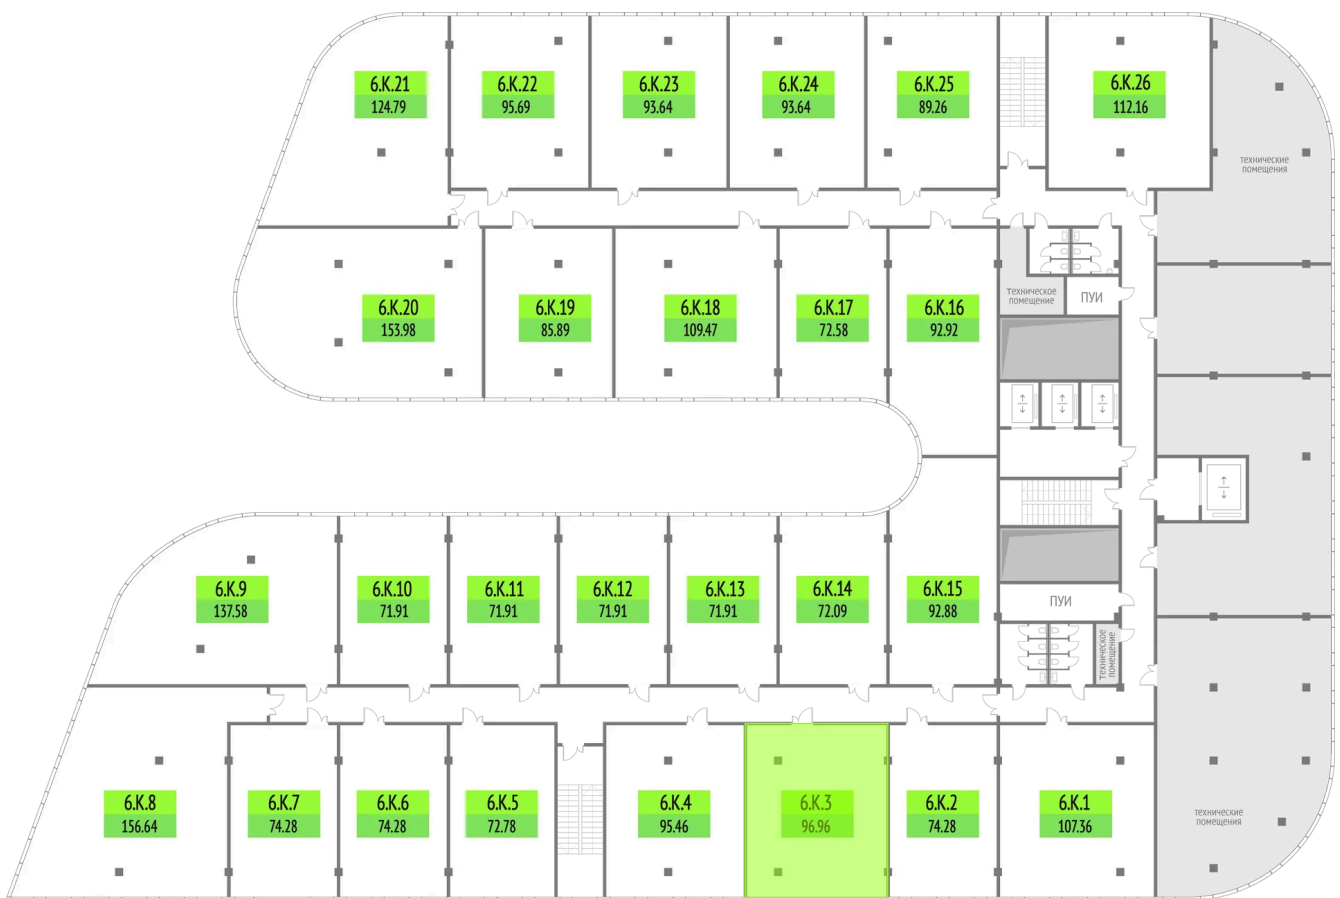 6.К.21
124.79
6.К.22
95.69
6.К.23
93.64
6.К.24
93.64
6.К.25
89.26
6.К.26
112.16
технические
помещения
6.К.20
153.98
6.К.19
85.89
6.К.18
109.47
6.К.17
72.58
6.К.16
92.92
техническое
помещение
ПУИ
6.К.9
137.58
6.К.10
71.91
6.К.11
71.91
6.К.12
71.91
6.К.13
71.91
6.К.14
72.09
6.К.15
92.88
ПУИ
техническое
помещение
6.К.8
156.64
6.К.7
74.28
6.К.6
74.28
6.К.5
72.78
6.К.4
95.46
6.К.3
96.96
6.К.2
74.28
6.К.1
107.36
технические
помещения